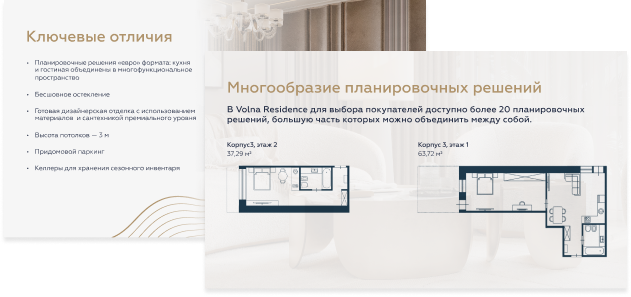 Ключевые отличия
• Планировочные решения «евро» формата: кухня
и гостиная объединены в многофункциональное
пространство
• Бесшовное остекление
• Готовая дизайнерская отделка с использованием
материалов и сантехникой премиального уровня
• Высота потолков — 3 м
• Придомовой паркинг
• Келлеры для хранения сезонного инвентаря
Многообразие планировочных решений
В Volna Residence для выбора покупателей доступно более 20 планировочных
решений, большую часть которых можно объединить между собой.
Корпус3, этаж 2
37,29 м²
Корпус 3, этаж 1
63,72 м²